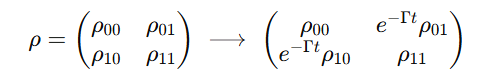 ρ = (ρ₀₀ ρ₀₁ ; ρ₁₀ ρ₁₁) ⟶ (ρ₀₀ e^{−Γt}ρ₀₁ ; e^{−Γt}ρ₁₀ ρ₁₁)